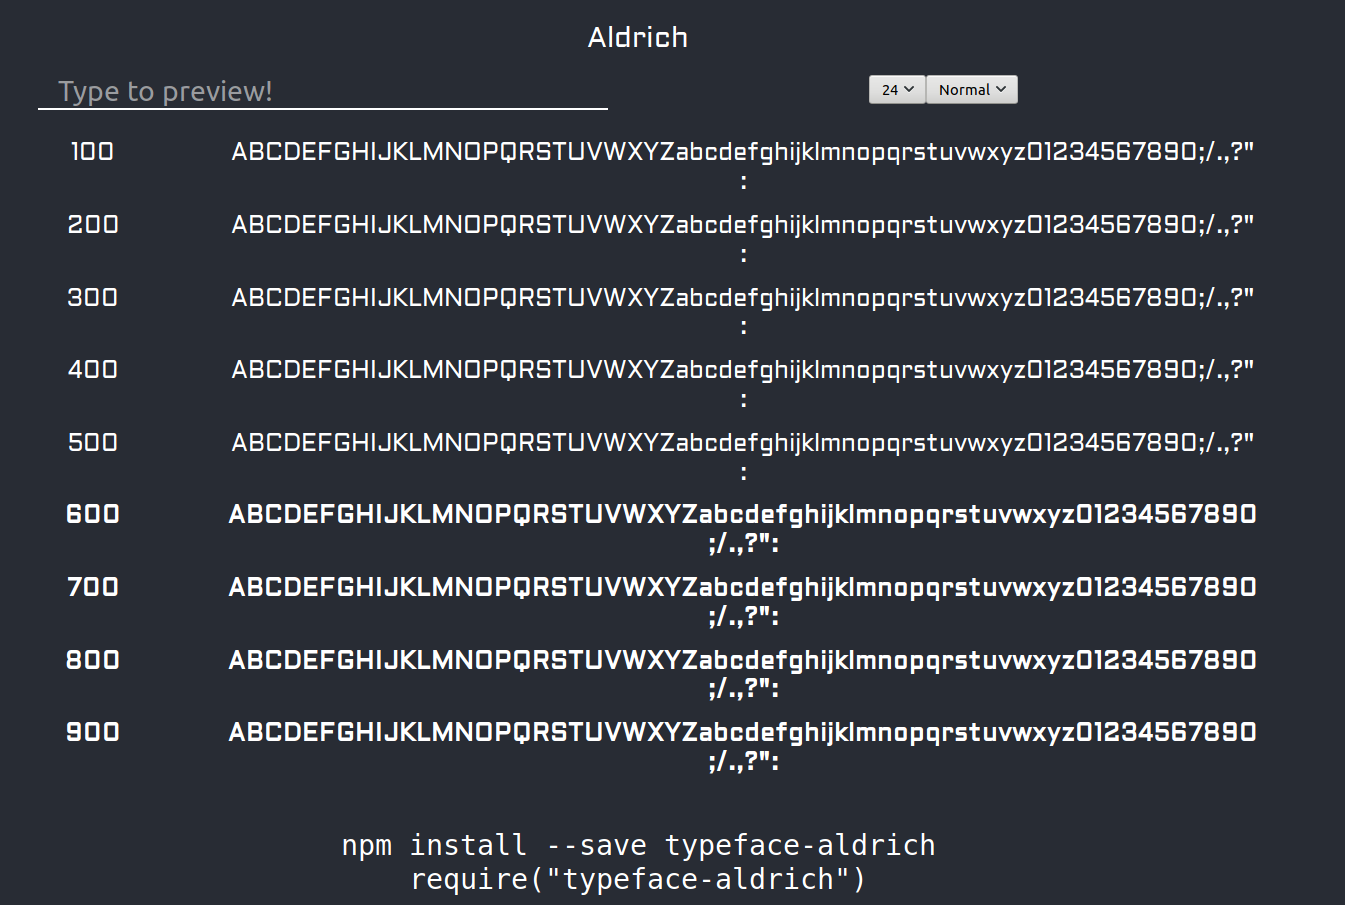 Aldrich
Type to preview!
24 Normal
100 ABCDEFGHIJKLMNOPQRSTUVWXYZabcdefghijklmnopqrstuvwxyz01234567890;/.,?"
:
200 ABCDEFGHIJKLMNOPQRSTUVWXYZabcdefghijklmnopqrstuvwxyz01234567890;/.,?"
:
300 ABCDEFGHIJKLMNOPQRSTUVWXYZabcdefghijklmnopqrstuvwxyz01234567890;/.,?"
:
400 ABCDEFGHIJKLMNOPQRSTUVWXYZabcdefghijklmnopqrstuvwxyz01234567890;/.,?"
:
500 ABCDEFGHIJKLMNOPQRSTUVWXYZabcdefghijklmnopqrstuvwxyz01234567890;/.,?"
:
600 ABCDEFGHIJKLMNOPQRSTUVWXYZabcdefghijklmnopqrstuvwxyz01234567890
;/.,?":
700 ABCDEFGHIJKLMNOPQRSTUVWXYZabcdefghijklmnopqrstuvwxyz01234567890
;/.,?":
800 ABCDEFGHIJKLMNOPQRSTUVWXYZabcdefghijklmnopqrstuvwxyz01234567890
;/.,?":
900 ABCDEFGHIJKLMNOPQRSTUVWXYZabcdefghijklmnopqrstuvwxyz01234567890
;/.,?":
npm install --save typeface-aldrich
require("typeface-aldrich")